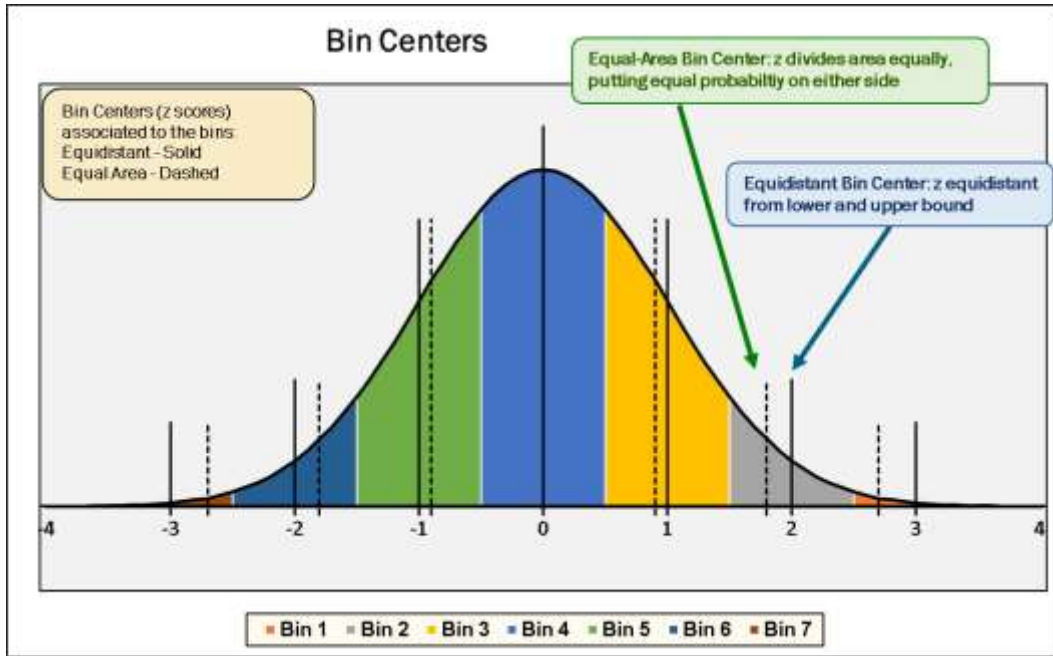 Bin Centers
Equal-Area Bin Center: z divides area equally,
putting equal probabiltiy on either side
Bin Centers (z scores)
associated to the bins
Equidistant - Solid
Equal Area - Dashed
Equidistant Bin Center: z equidistant
from lower and upper bound
-4 -3 -2 -1 0 1 2 3 4
Bin 1 Bin 2 Bin 3 Bin 4 Bin 5 Bin 6 Bin 7